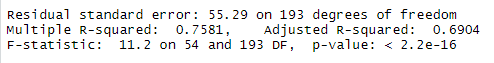 Residual standard error: 55.29 on 193 degrees of freedom
Multiple R-squared:  0.7581,    Adjusted R-squared:  0.6904
F-statistic:  11.2 on 54 and 193 DF,  p-value: < 2.2e-16